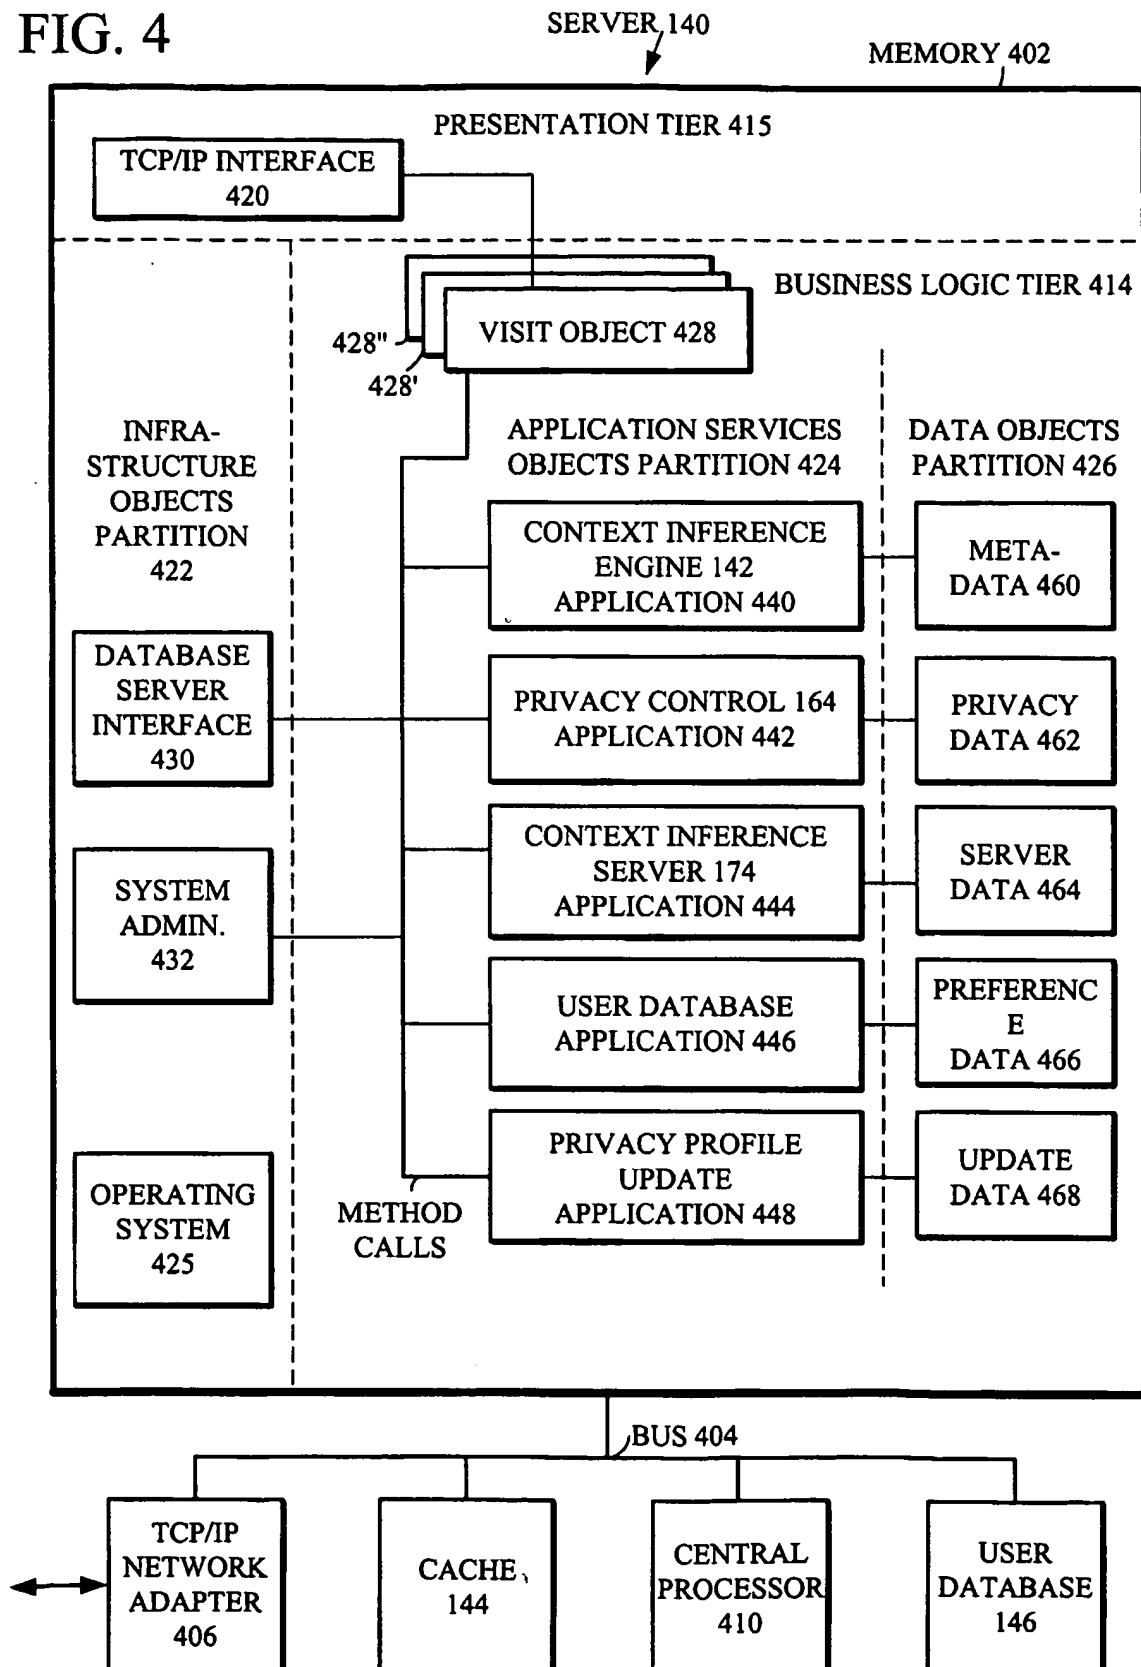 FIG. 4
SERVER 140
MEMORY 402
PRESENTATION TIER 415
TCP/IP INTERFACE
420
BUSINESS LOGIC TIER 414
VISIT OBJECT 428
428"
428'
INFRA-
STRUCTURE
OBJECTS
PARTITION
422
APPLICATION SERVICES
OBJECTS PARTITION 424
DATA OBJECTS
PARTITION 426
CONTEXT INFERENCE
ENGINE 142
APPLICATION 440
META-
DATA 460
DATABASE
SERVER
INTERFACE
430
PRIVACY CONTROL 164
APPLICATION 442
PRIVACY
DATA 462
SYSTEM
ADMIN.
432
CONTEXT INFERENCE
SERVER 174
APPLICATION 444
SERVER
DATA 464
USER DATABASE
APPLICATION 446
PREFERENC
E
DATA 466
OPERATING
SYSTEM
425
METHOD
CALLS
PRIVACY PROFILE
UPDATE
APPLICATION 448
UPDATE
DATA 468
BUS 404
TCP/IP
NETWORK
ADAPTER
406
CACHE
144
CENTRAL
PROCESSOR
410
USER
DATABASE
146